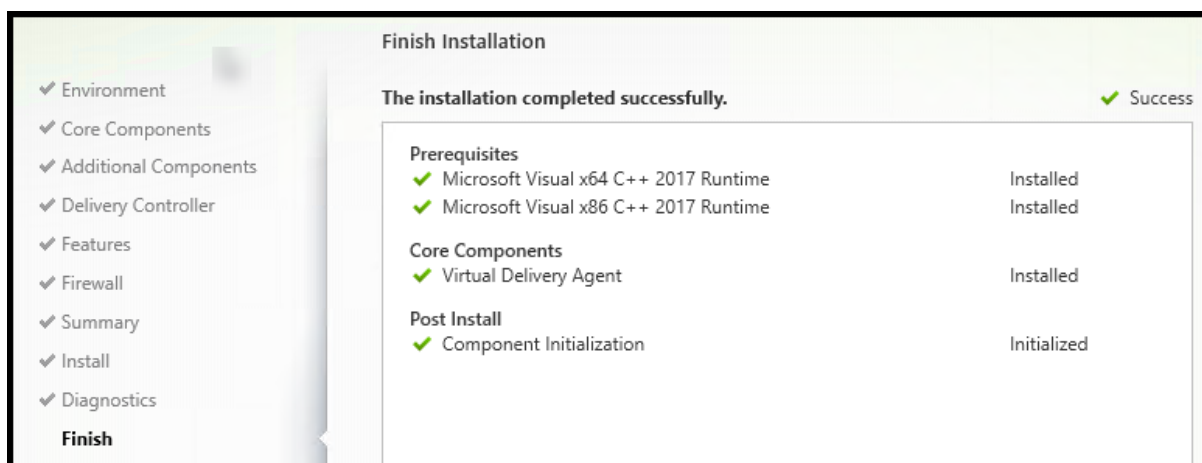 Finish Installation
Environment
Core Components
Additional Components
Delivery Controller
Features
Firewall
Summary
Install
Diagnostics
Finish
The installation completed successfully. Success
Prerequisites
Microsoft Visual x64 C++ 2017 Runtime Installed
Microsoft Visual x86 C++ 2017 Runtime Installed
Core Components
Virtual Delivery Agent Installed
Post Install
Component Initialization Initialized